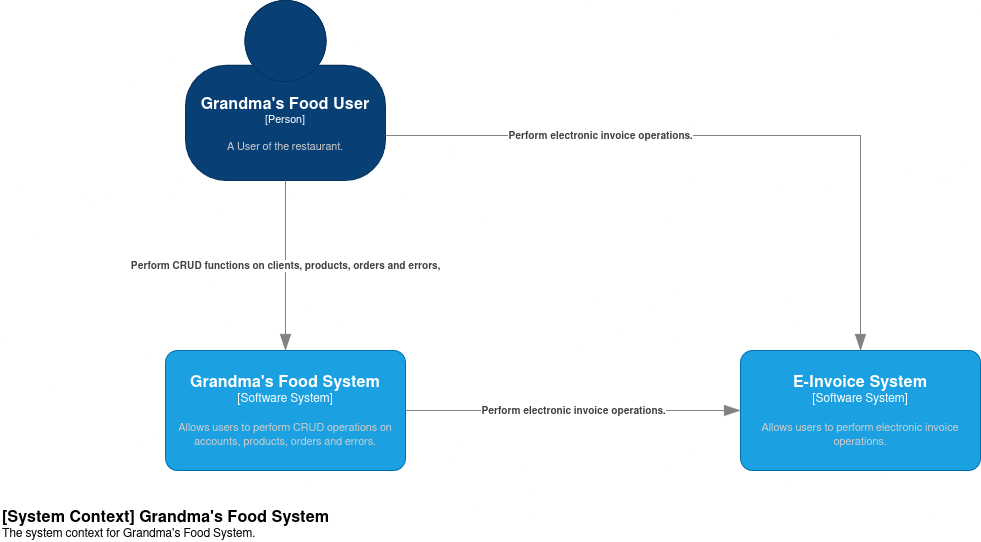 Grandma's Food User
[Person]
A User of the restaurant.
Perform electronic invoice operations.
Perform CRUD functions on clients, products, orders and errors,
Grandma's Food System
[Software System]
Allows users to perform CRUD operations on
accounts, products, orders and errors.
Perform electronic invoice operations.
E-Invoice System
[Software System]
Allows users to perform electronic invoice
operations.
[System Context] Grandma's Food System
The system context for Grandma's Food System.